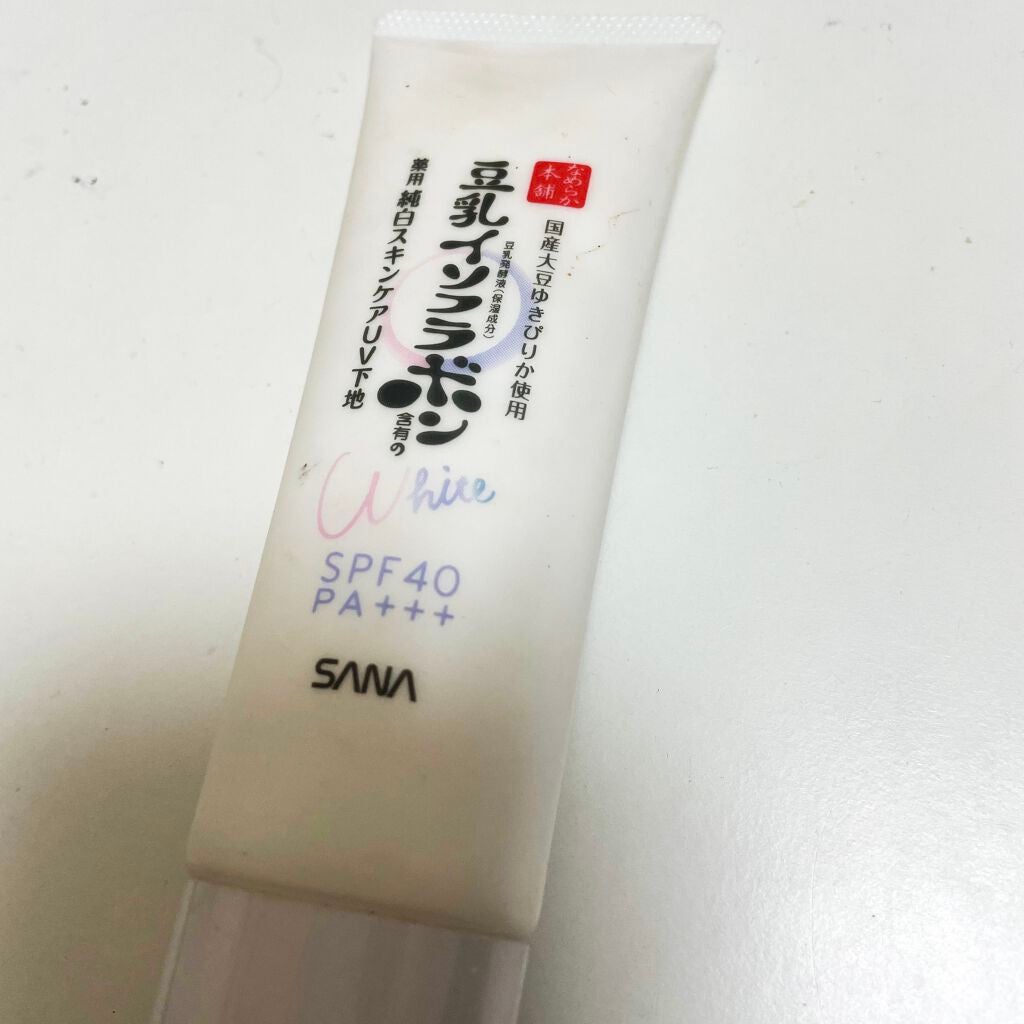 なめらか
本舗
国産大豆ゆきぴりか使用
豆乳発酵液(保湿成分)
豆乳イソフラボン
含有の
薬用 純白スキンケアUV下地
White
SPF40
PA+++
SANA